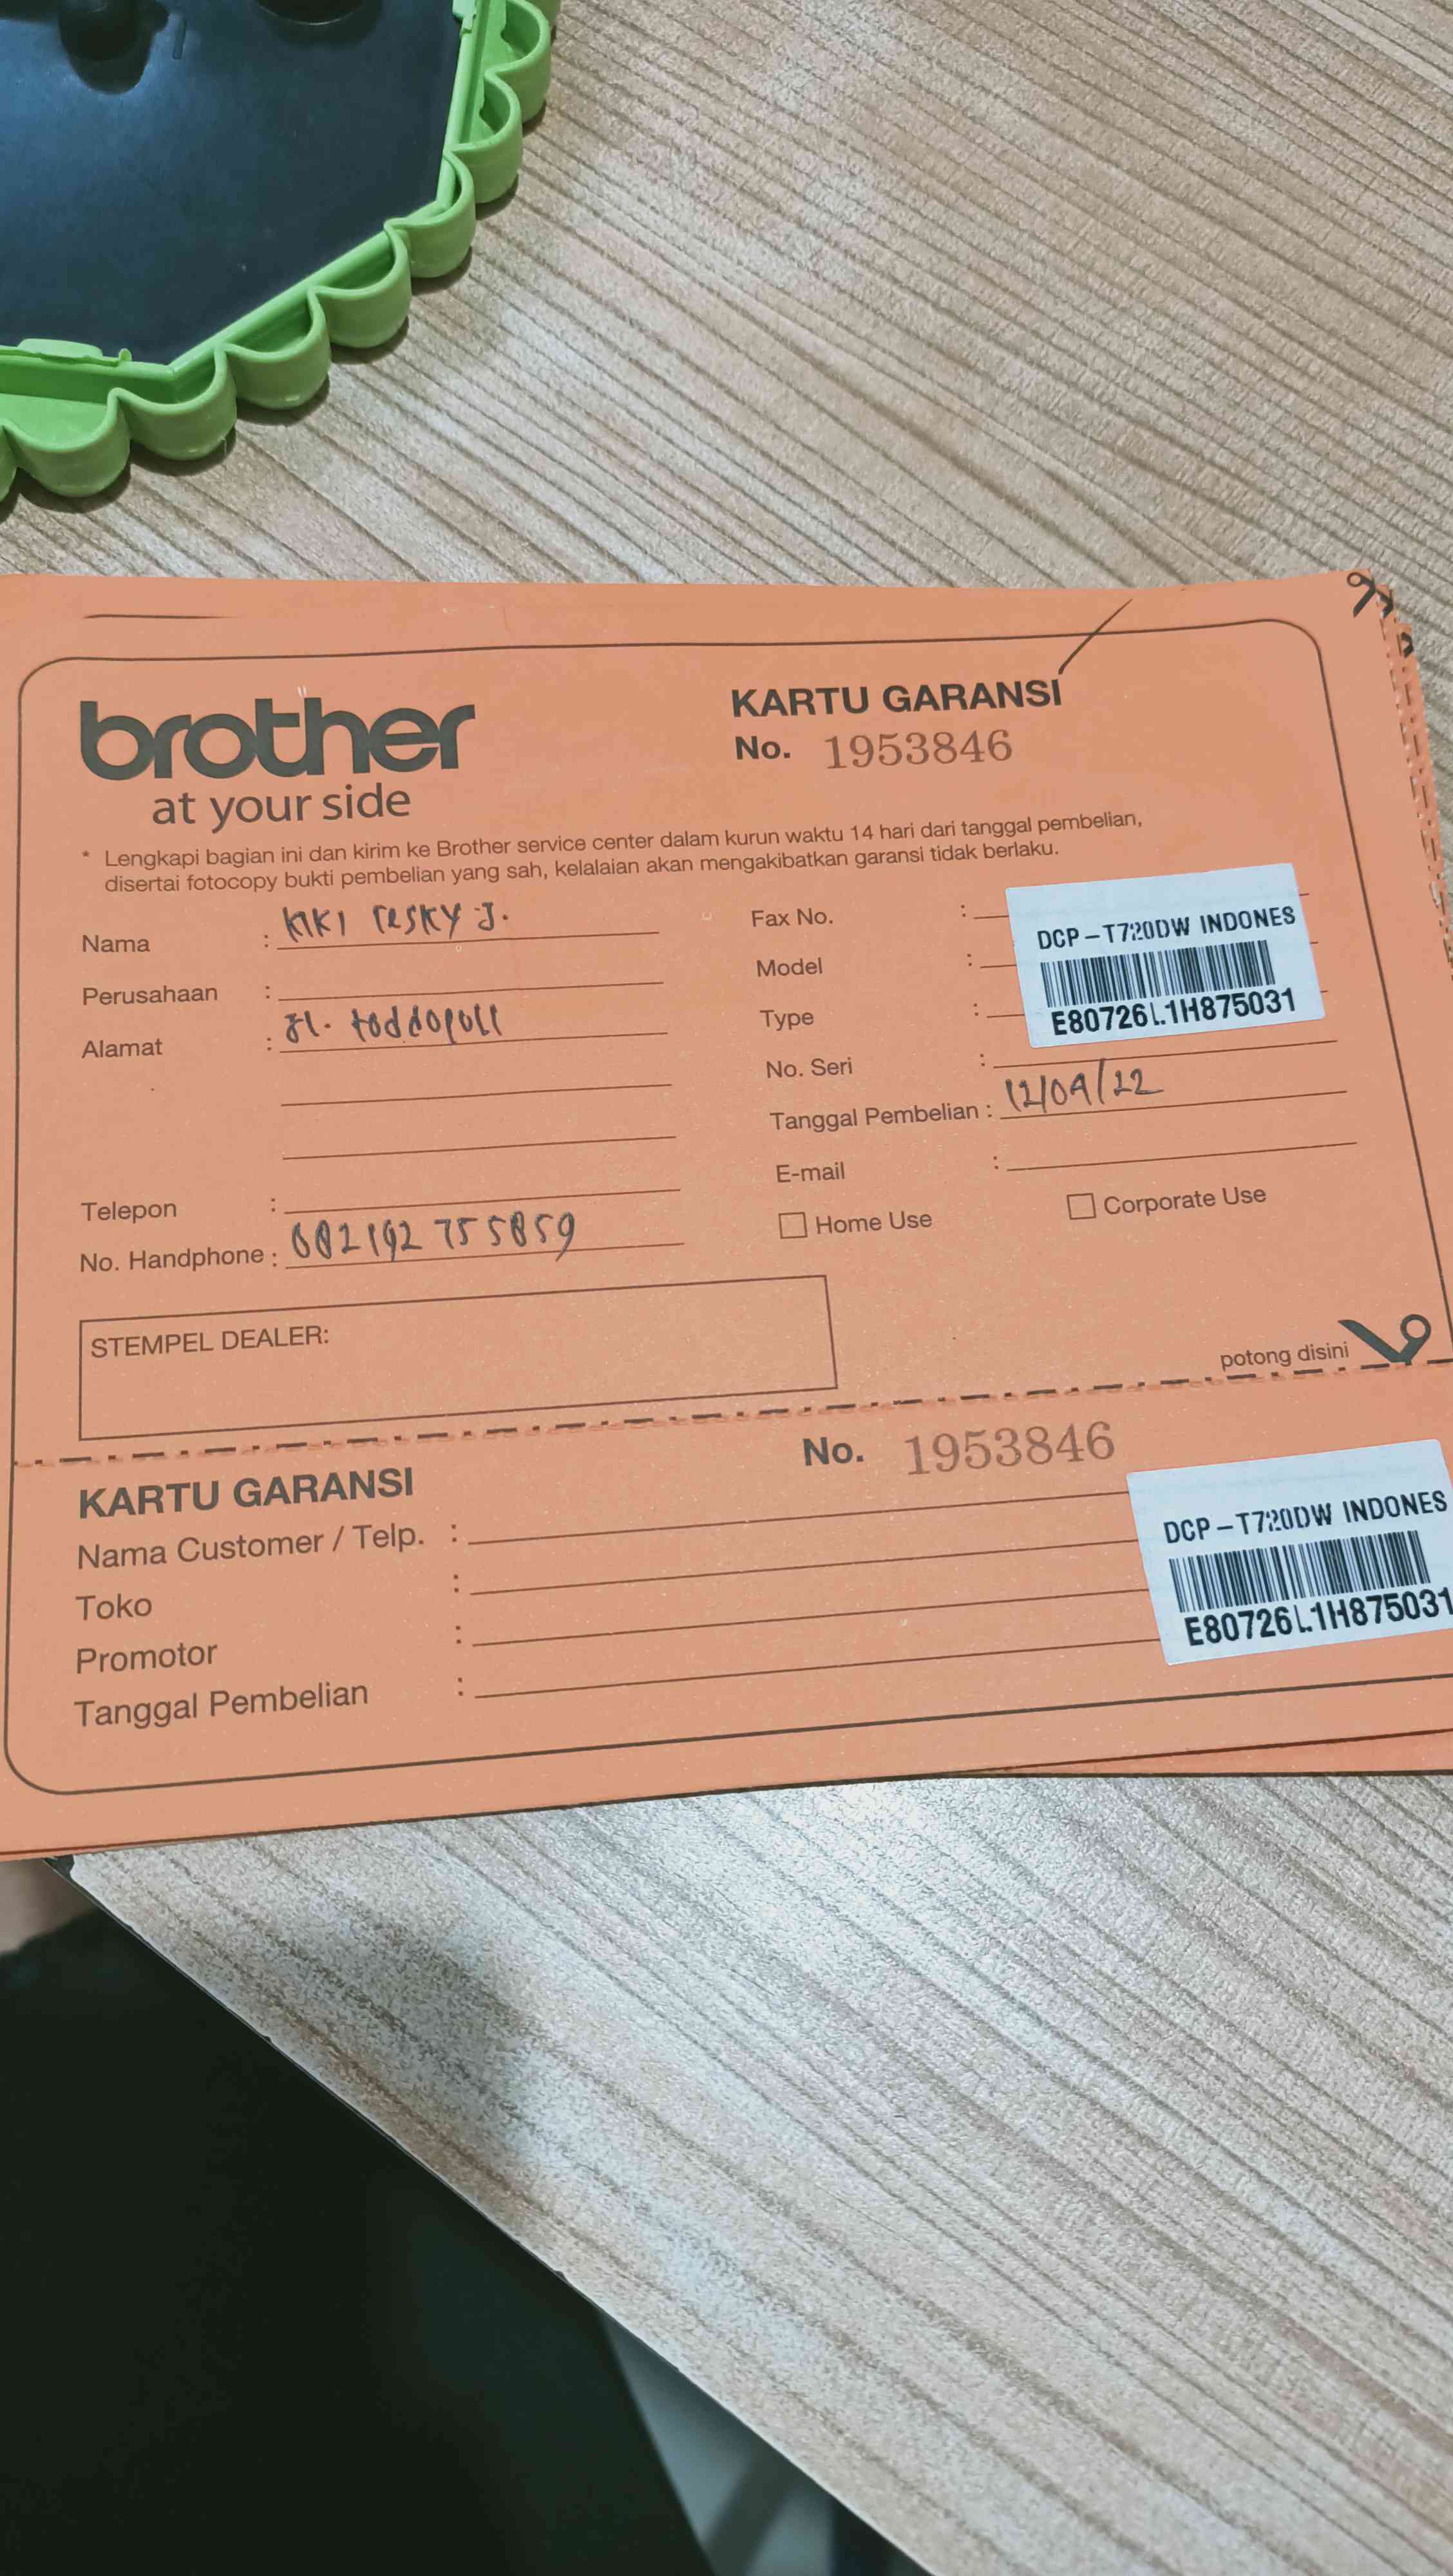 brother
at your side
KARTU GARANSI
No. 1953846
* Lengkapi bagian ini dan kirim ke Brother service center dalam kurun waktu 14 hari dari tanggal pembelian,
disertai fotocopy bukti pembelian yang sah, kelalaian akan mengakibatkan garansi tidak berlaku.
Nama : KIKI resky J.
Perusahaan :
Alamat : Jl. toddopuli
Telepon :
No. Handphone : 082192755859
Fax No. :
Model :
Type :
No. Seri :
DCP-T720DW INDONES
E80726L1H875031
Tanggal Pembelian : 12/09/22
E-mail :
Home Use
Corporate Use
STEMPEL DEALER:
potong disini
KARTU GARANSI
No. 1953846
Nama Customer / Telp. :
Toko :
Promotor :
Tanggal Pembelian :
DCP-T720DW INDONES
E80726L1H875031